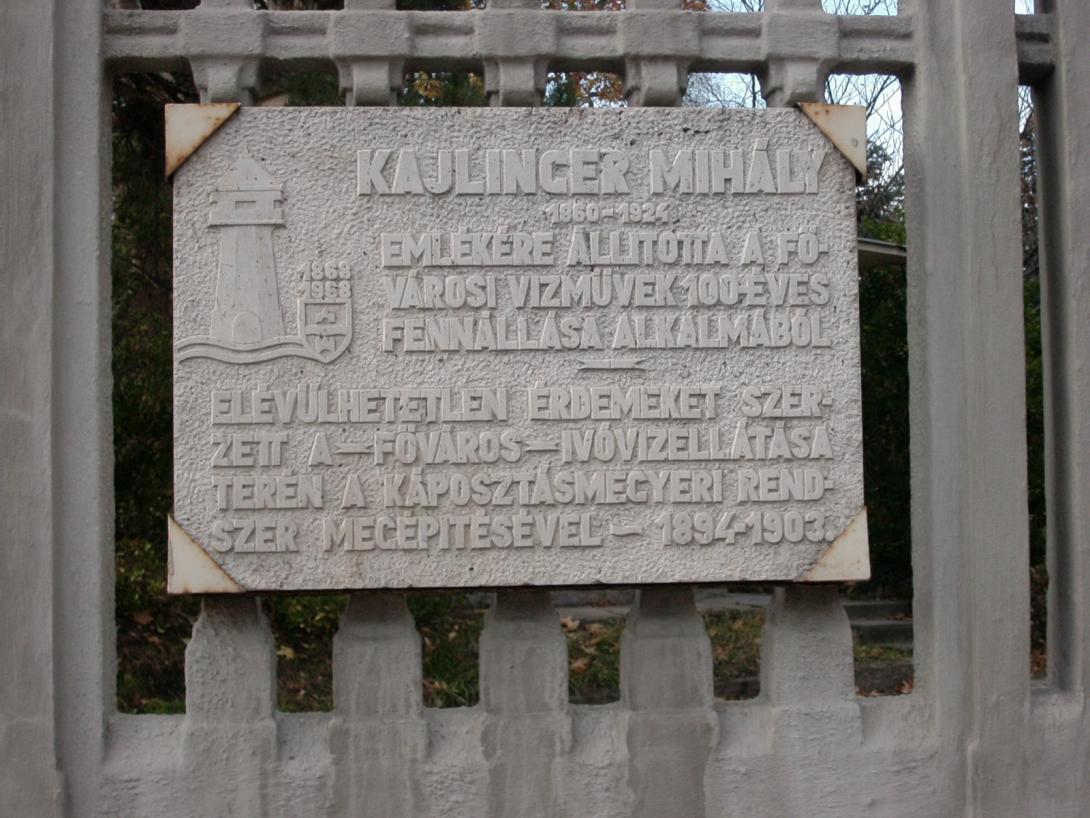 KAJLINGER MIHÁLY
1860-1924
EMLÉKÉRE ÁLLITOTTA A FŐ-
VÁROSI VIZMŰVEK 100 ÉVES
FENNÁLLÁSA ALKALMÁBÓL
1868
1968
ELÉVÜLHETETLEN ÉRDEMEKET SZER-
ZETT A - FŐVÁROS - IVÓVIZELLÁTÁSA
TERÉN A KÁPOSZTÁSMEGYERI REND-
SZER MEGÉPITÉSÉVEL - 1894-1903.